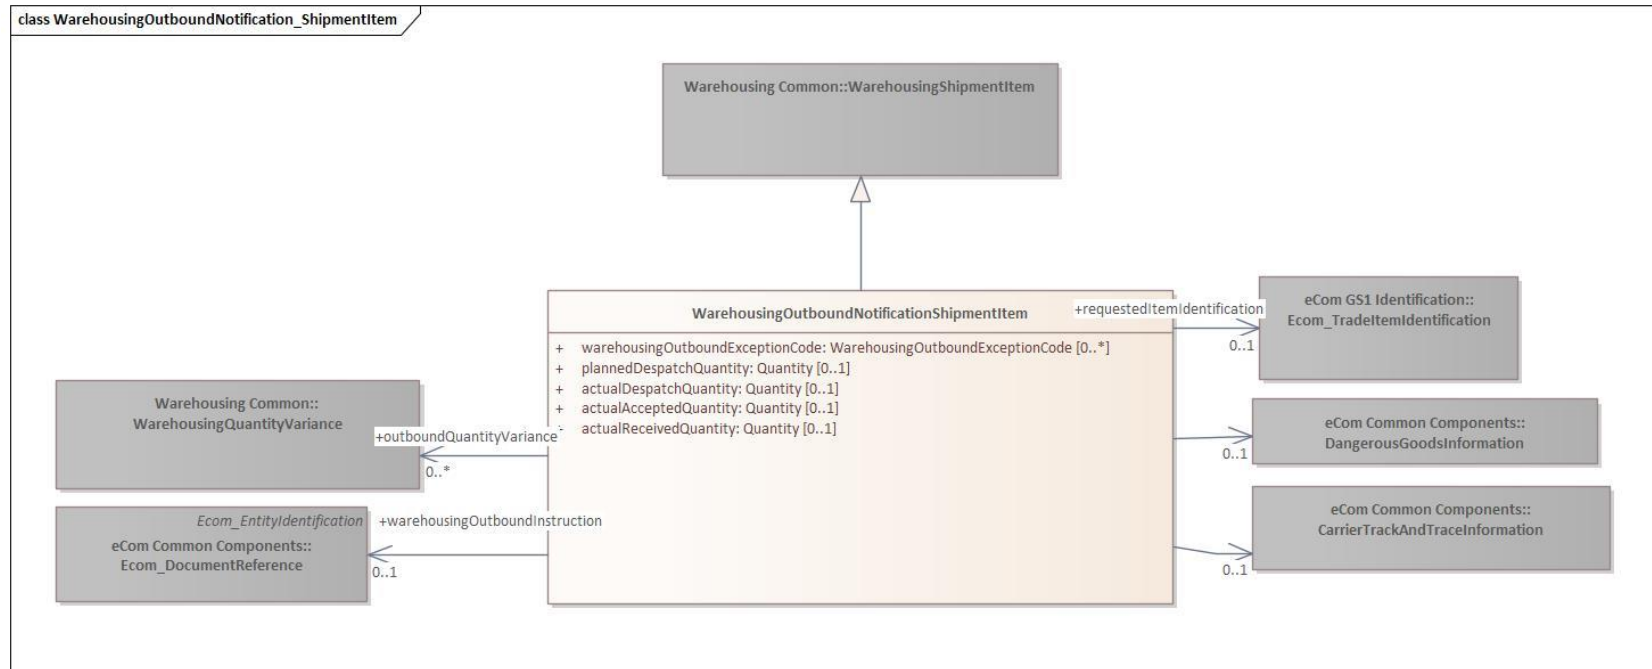 class WarehousingOutboundNotification_ShipmentItem
Warehousing Common::WarehousingShipmentItem
WarehousingOutboundNotificationShipmentItem
+ warehousingOutboundExceptionCode: WarehousingOutboundExceptionCode [0..*]
+ plannedDespatchQuantity: Quantity [0..1]
+ actualDespatchQuantity: Quantity [0..1]
+ actualAcceptedQuantity: Quantity [0..1]
+ actualReceivedQuantity: Quantity [0..1]
+requestedItemIdentification
0..1
eCom GS1 Identification::
Ecom_TradeItemIdentification
Warehousing Common::
WarehousingQuantityVariance
+outboundQuantityVariance
0..*
eCom Common Components::
DangerousGoodsInformation
0..1
Ecom_EntityIdentification
eCom Common Components::
Ecom_DocumentReference
+warehousingOutboundInstruction
0..1
eCom Common Components::
CarrierTrackAndTraceInformation
0..1